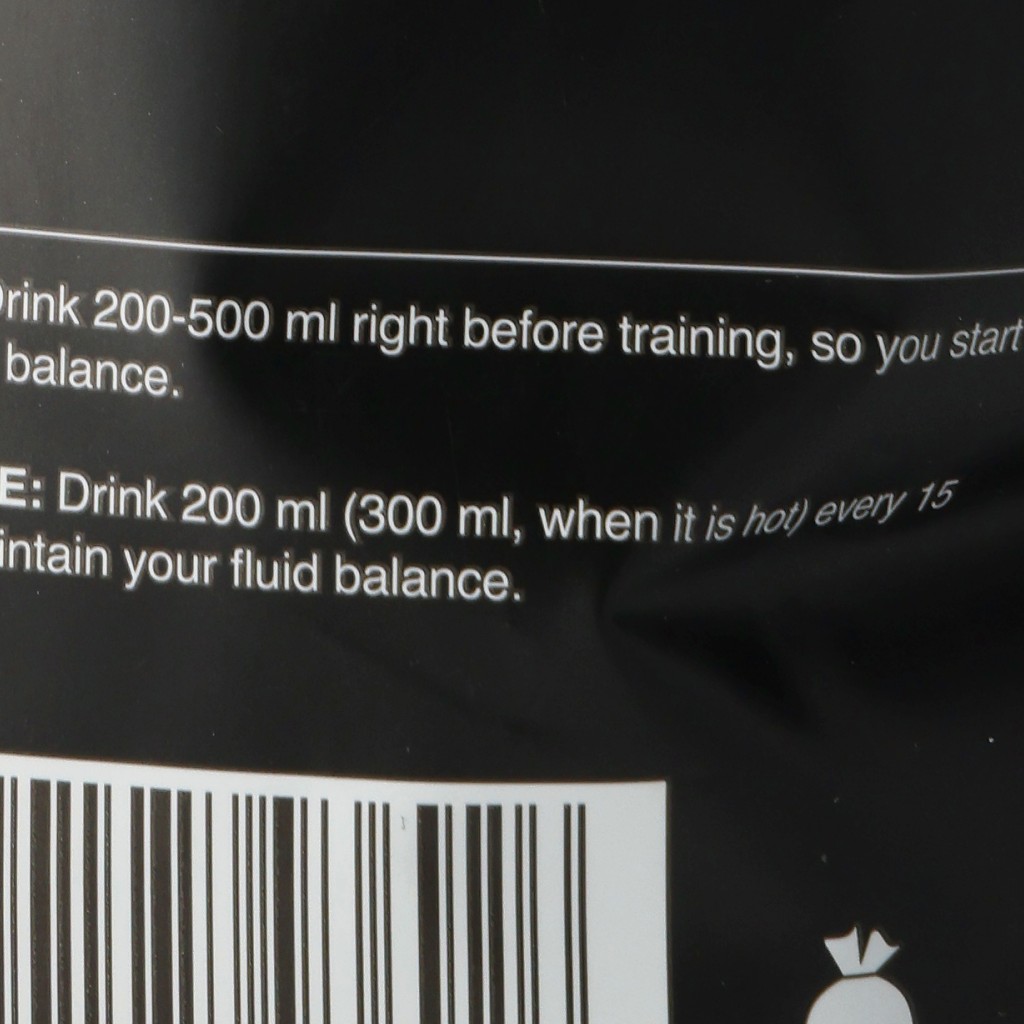 Drink 200-500 ml right before training, so you start
balance.
E: Drink 200 ml (300 ml, when it is hot) every 15
intain your fluid balance.